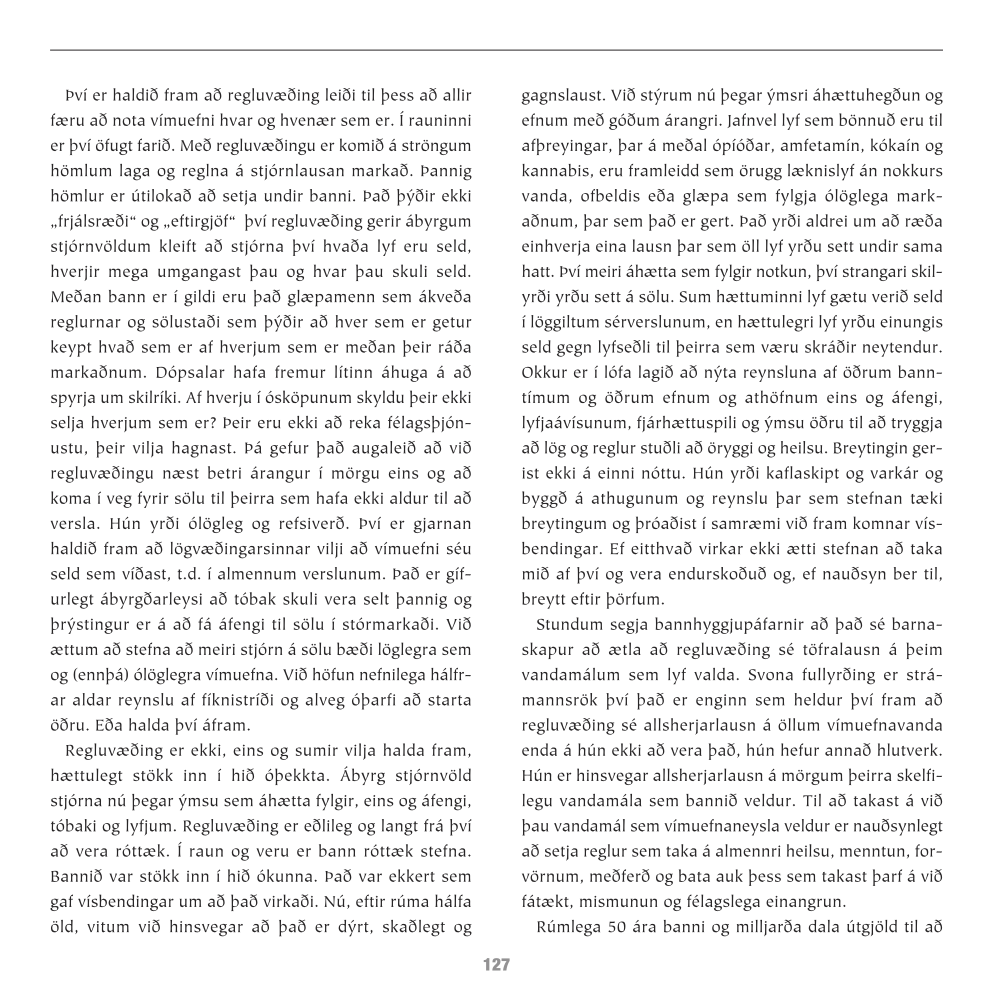 Því er haldið fram að regluvæðing leiði til þess að allir
færu að nota vímuefni hvar og hvenær sem er. Í rauninni
er því öfugt farið. Með regluvæðingu er komið á ströngum
hömlum laga og reglna á stjórnlausan markað. Þannig
hömlur er útilokað að setja undir banni. Það þýðir ekki
„frjálsræði“ og „eftirgjöf“  því regluvæðing gerir ábyrgum
stjórnvöldum kleift að stjórna því hvaða lyf eru seld,
hverjir mega umgangast þau og hvar þau skuli seld.
Meðan bann er í gildi eru það glæpamenn sem ákveða
reglurnar og sölustaði sem þýðir að hver sem er getur
keypt hvað sem er af hverjum sem er meðan þeir ráða
markaðnum. Dópsalar hafa fremur lítinn áhuga á að
spyrja um skilríki. Af hverju í ósköpunum skyldu þeir ekki
selja hverjum sem er? Þeir eru ekki að reka félagsþjón-
ustu, þeir vilja hagnast. Þá gefur það augaleið að við
regluvæðingu næst betri árangur í mörgu eins og að
koma í veg fyrir sölu til þeirra sem hafa ekki aldur til að
versla. Hún yrði ólögleg og refsiverð. Því er gjarnan
haldið fram að lögvæðingarsinnar vilji að vímuefni séu
seld sem víðast, t.d. í almennum verslunum. Það er gíf-
urlegt ábyrgðarleysi að tóbak skuli vera selt þannig og
þrýstingur er á að fá áfengi til sölu í stórmarkaði. Við
ættum að stefna að meiri stjórn á sölu bæði löglegra sem
og (ennþá) ólöglegra vímuefna. Við höfun nefnilega hálfr-
ar aldar reynslu af fíknistríði og alveg óþarfi að starta
öðru. Eða halda því áfram.
Regluvæðing er ekki, eins og sumir vilja halda fram,
hættulegt stökk inn í hið óþekkta. Ábyrg stjórnvöld
stjórna nú þegar ýmsu sem áhætta fylgir, eins og áfengi,
tóbaki og lyfjum. Regluvæðing er eðlileg og langt frá því
að vera róttæk. Í raun og veru er bann róttæk stefna.
Bannið var stökk inn í hið ókunna. Það var ekkert sem
gaf vísbendingar um að það virkaði. Nú, eftir rúma hálfa
öld, vitum við hinsvegar að það er dýrt, skaðlegt og
gagnslaust. Við stýrum nú þegar ýmsri áhættuhegðun og
efnum með góðum árangri. Jafnvel lyf sem bönnuð eru til
afþreyingar, þar á meðal ópíóðar, amfetamín, kókaín og
kannabis, eru framleidd sem örugg læknislyf án nokkurs
vanda, ofbeldis eða glæpa sem fylgja ólöglega mark-
aðnum, þar sem það er gert. Það yrði aldrei um að ræða
einhverja eina lausn þar sem öll lyf yrðu sett undir sama
hatt. Því meiri áhætta sem fylgir notkun, því strangari skil-
yrði yrðu sett á sölu. Sum hættuminni lyf gætu verið seld
í löggiltum sérverslunum, en hættulegri lyf yrðu einungis
seld gegn lyfseðli til þeirra sem væru skráðir neytendur.
Okkur er í lófa lagið að nýta reynsluna af öðrum bann-
tímum og öðrum efnum og athöfnum eins og áfengi,
lyfjaávísunum, fjárhættuspili og ýmsu öðru til að tryggja
að lög og reglur stuðli að öryggi og heilsu. Breytingin ger-
ist ekki á einni nóttu. Hún yrði kaflaskipt og varkár og
byggð á athugunum og reynslu þar sem stefnan tæki
breytingum og þróaðist í samræmi við fram komnar vís-
bendingar. Ef eitthvað virkar ekki ætti stefnan að taka
mið af því og vera endurskoðuð og, ef nauðsyn ber til,
breytt eftir þörfum.
Stundum segja bannhyggjupáfarnir að það sé barna-
skapur að ætla að regluvæðing sé töfralausn á þeim
vandamálum sem lyf valda. Svona fullyrðing er strá-
mannsrök því það er enginn sem heldur því fram að
regluvæðing sé allsherjarlausn á öllum vímuefnavanda
enda á hún ekki að vera það, hún hefur annað hlutverk.
Hún er hinsvegar allsherjarlausn á mörgum þeirra skelfi-
legu vandamála sem bannið veldur. Til að takast á við
þau vandamál sem vímuefnaneysla veldur er nauðsynlegt
að setja reglur sem taka á almennri heilsu, menntun, for-
vörnum, meðferð og bata auk þess sem takast þarf á við
fátækt, mismunun og félagslega einangrun.
Rúmlega 50 ára banni og milljarða dala útgjöld til að
127